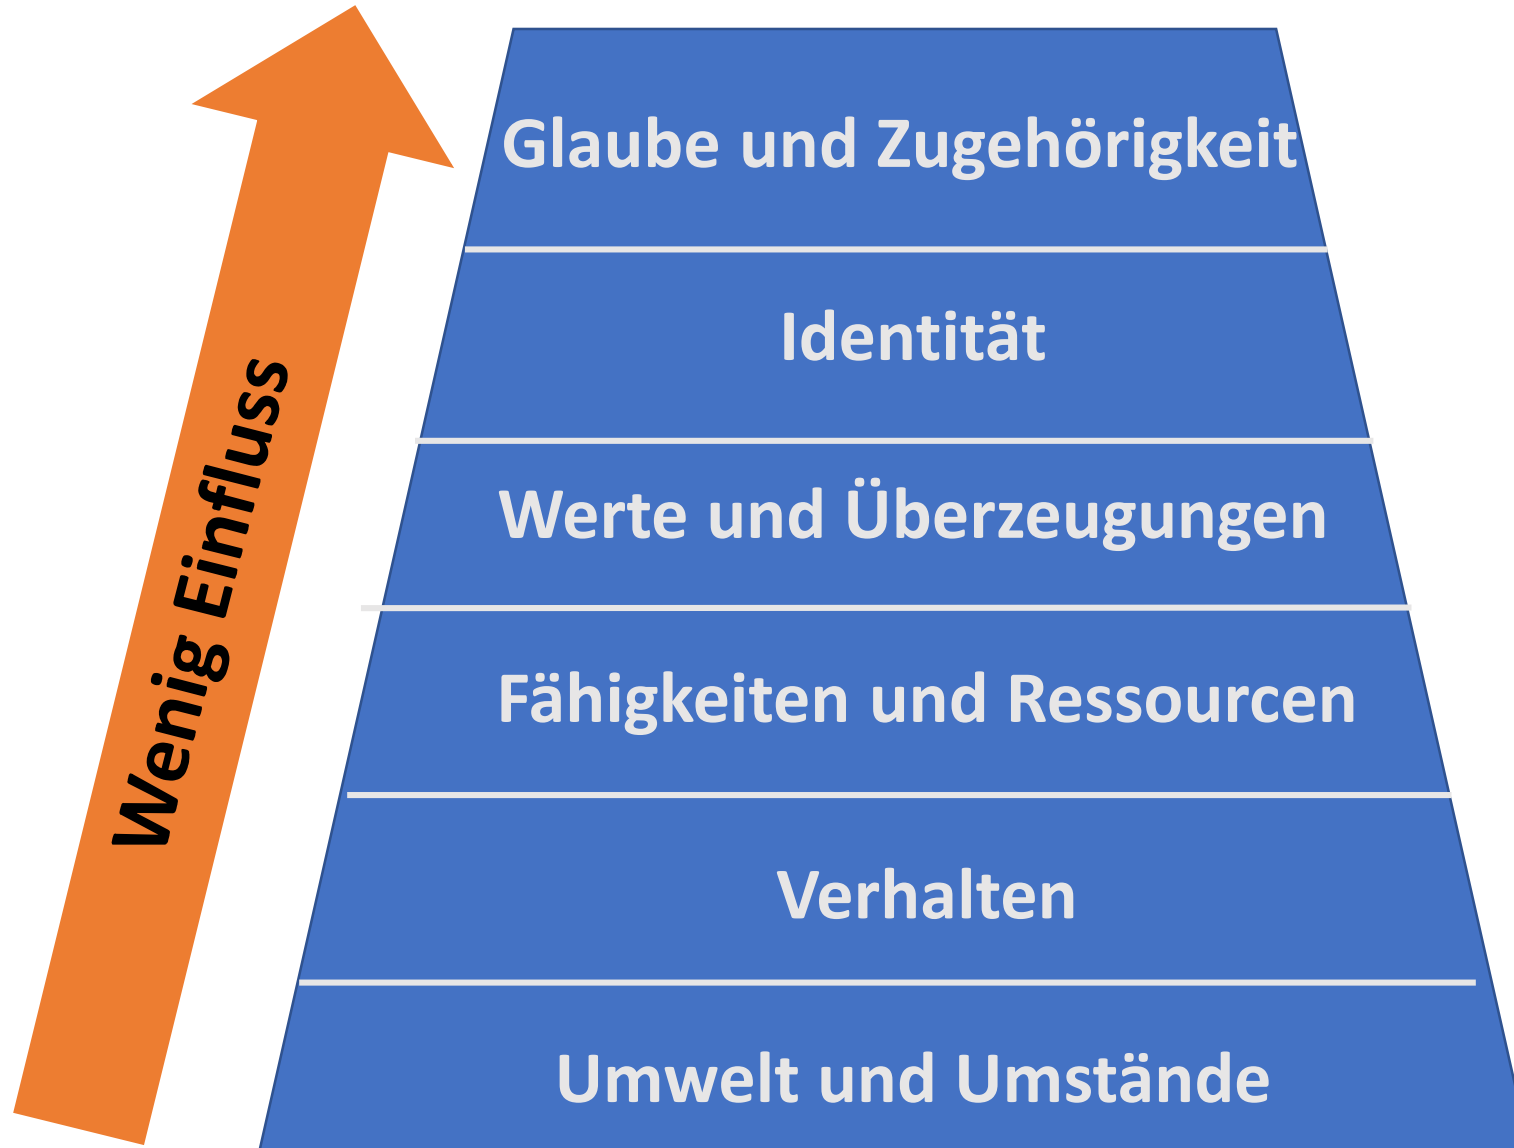 Glaube und Zugehörigkeit
Identität
Werte und Überzeugungen
Fähigkeiten und Ressourcen
Verhalten
Umwelt und Umstände
Wenig Einfluss